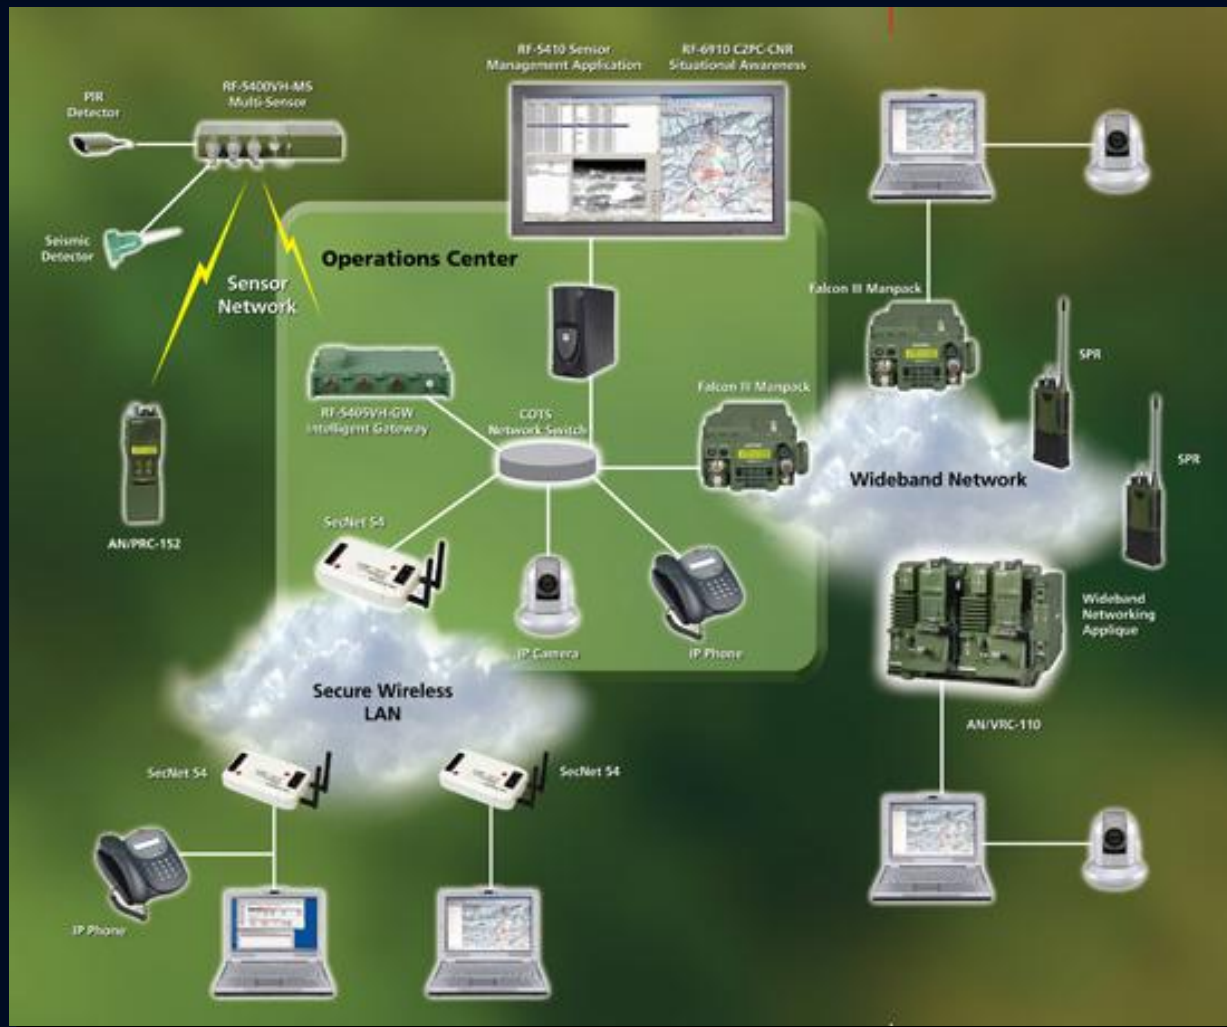 RF-5410 Sensor
Management Application
RF-6910 C2PC-CNR
Situational Awareness
RF-5400VH-MS
Multi-Sensor
PIR
Detector
Seismic
Detector
Sensor
Network
Operations Center
Falcon III Manpack
SPR
RF-5405VH-GW
Intelligent Gateway
COTS
Network Switch
Falcon III Manpack
SPR
Wideband Network
AN/PRC-152
SecNet 54
IP Camera
IP Phone
Wideband
Networking
Applique
Secure Wireless
LAN
AN/VRC-110
SecNet 54
SecNet 54
IP Phone